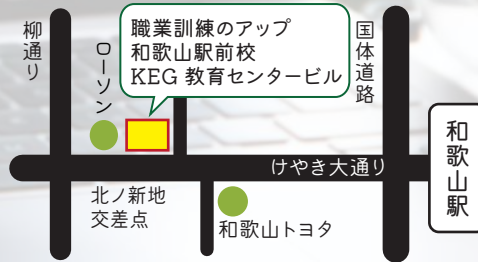 柳通り
ローソン
職業訓練のアップ
和歌山駅前校
KEG 教育センタービル
国体道路
けやき大通り
和歌山駅
北ノ新地
交差点
和歌山トヨタ